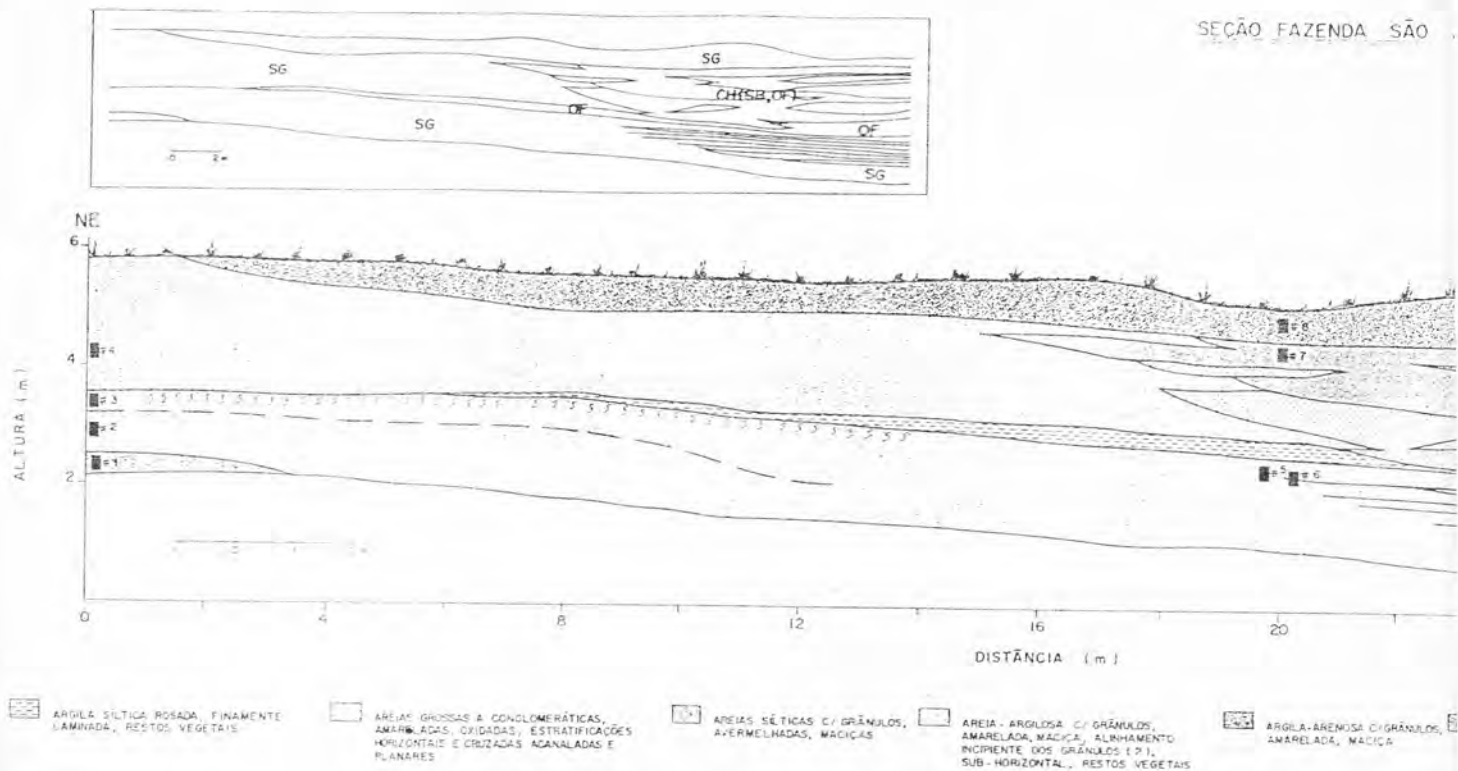 SEÇÃO FAZENDA SÃO
SG
SG
CH(SB,OF)
OF
SG
OF
SG
0 2m
NE
6
4
2
ALTURA (m)
#4
#3
#2
#1
#8
#7
#5
#6
0
4
8
12
16
20
DISTÂNCIA (m)
ARGILA SÍLTICA ROSADA, FINAMENTE
LAMINADA, RESTOS VEGETAIS
AREIAS GROSSAS A CONGLOMERÁTICAS,
AMARELADAS, OXIDADAS, ESTRATIFICAÇÕES
HORIZONTAIS E CRUZADAS ACANALADAS E
PLANARES
AREIAS SÍLTICAS C/ GRÂNULOS,
AVERMELHADAS, MACIÇAS
AREIA-ARGILOSA C/ GRÂNULOS,
AMARELADA, MACIÇA, ALINHAMENTO
INCIPIENTE DOS GRÂNULOS (?),
SUB-HORIZONTAL, RESTOS VEGETAIS
ARGILA-ARENOSA C/GRÂNULOS,
AMARELADA, MACIÇA